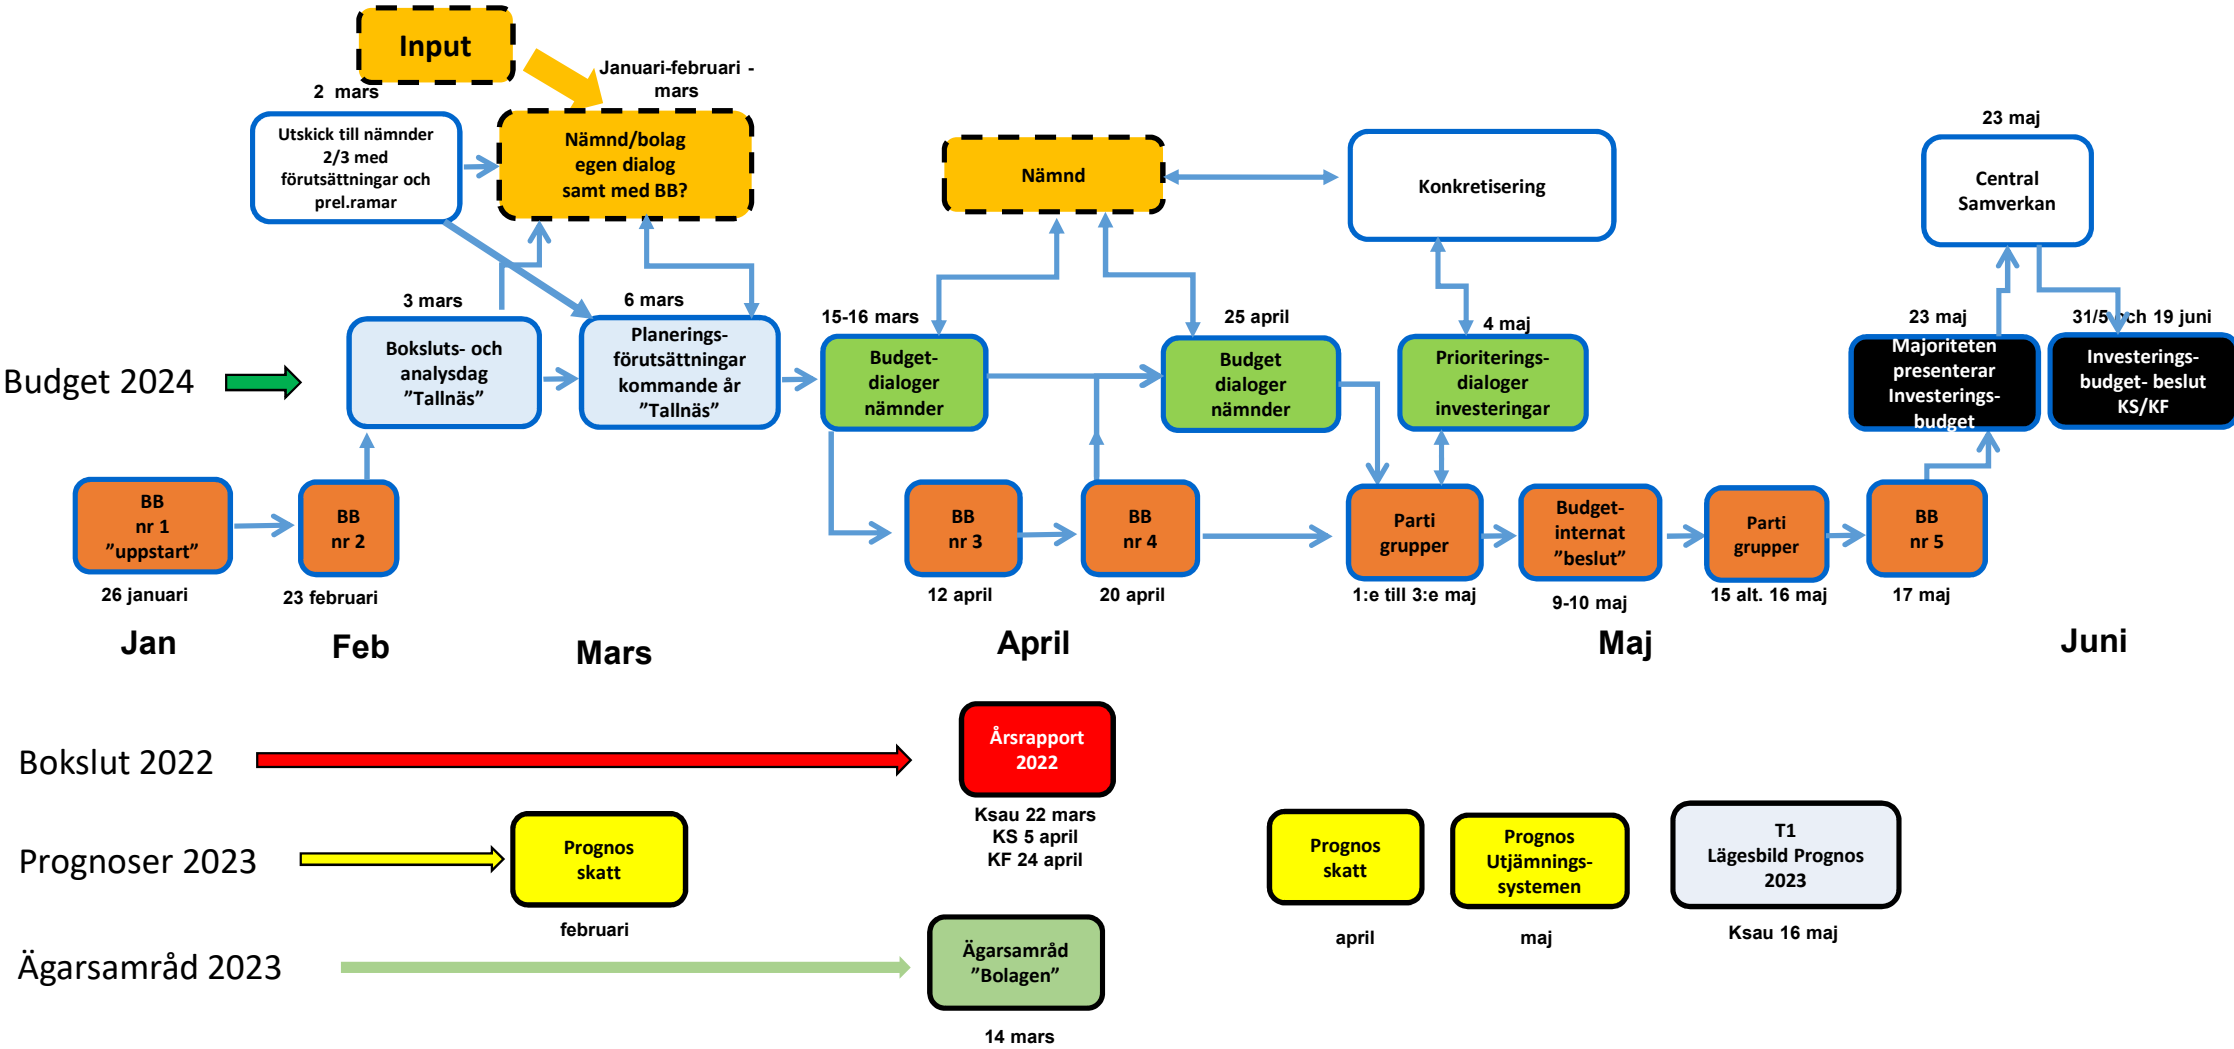 Input
Januari-februari -
mars
2  mars
Utskick till nämnder
2/3 med
förutsättningar och
prel.ramar
Nämnd/bolag
egen dialog
samt med BB?
Nämnd
Konkretisering
23 maj
Central
Samverkan
3 mars
6 mars
15-16 mars
25 april
4 maj
23 maj
31/5 och 19 juni
Budget 2024
Boksluts- och
analysdag
”Tallnäs”
Planerings-
förutsättningar
kommande år
”Tallnäs”
Budget-
dialoger
nämnder
Budget
dialoger
nämnder
Prioriterings-
dialoger
investeringar
Majoriteten
presenterar
Investerings-
budget
Investerings-
budget- beslut
KS/KF
BB
nr 1
”uppstart”
BB
nr 2
BB
nr 3
BB
nr 4
Parti
grupper
Budget-
internat
”beslut”
Parti
grupper
BB
nr 5
26 januari
23 februari
12 april
20 april
1:e till 3:e maj
9-10 maj
15 alt. 16 maj
17 maj
Jan
Feb
Mars
April
Maj
Juni
Bokslut 2022
Årsrapport
2022
Ksau 22 mars
KS 5 april
KF 24 april
Prognoser 2023
Prognos
skatt
februari
Prognos
skatt
april
Prognos
Utjämnings-
systemen
maj
T1
Lägesbild Prognos
2023
Ksau 16 maj
Ägarsamråd 2023
Ägarsamråd
”Bolagen”
14 mars